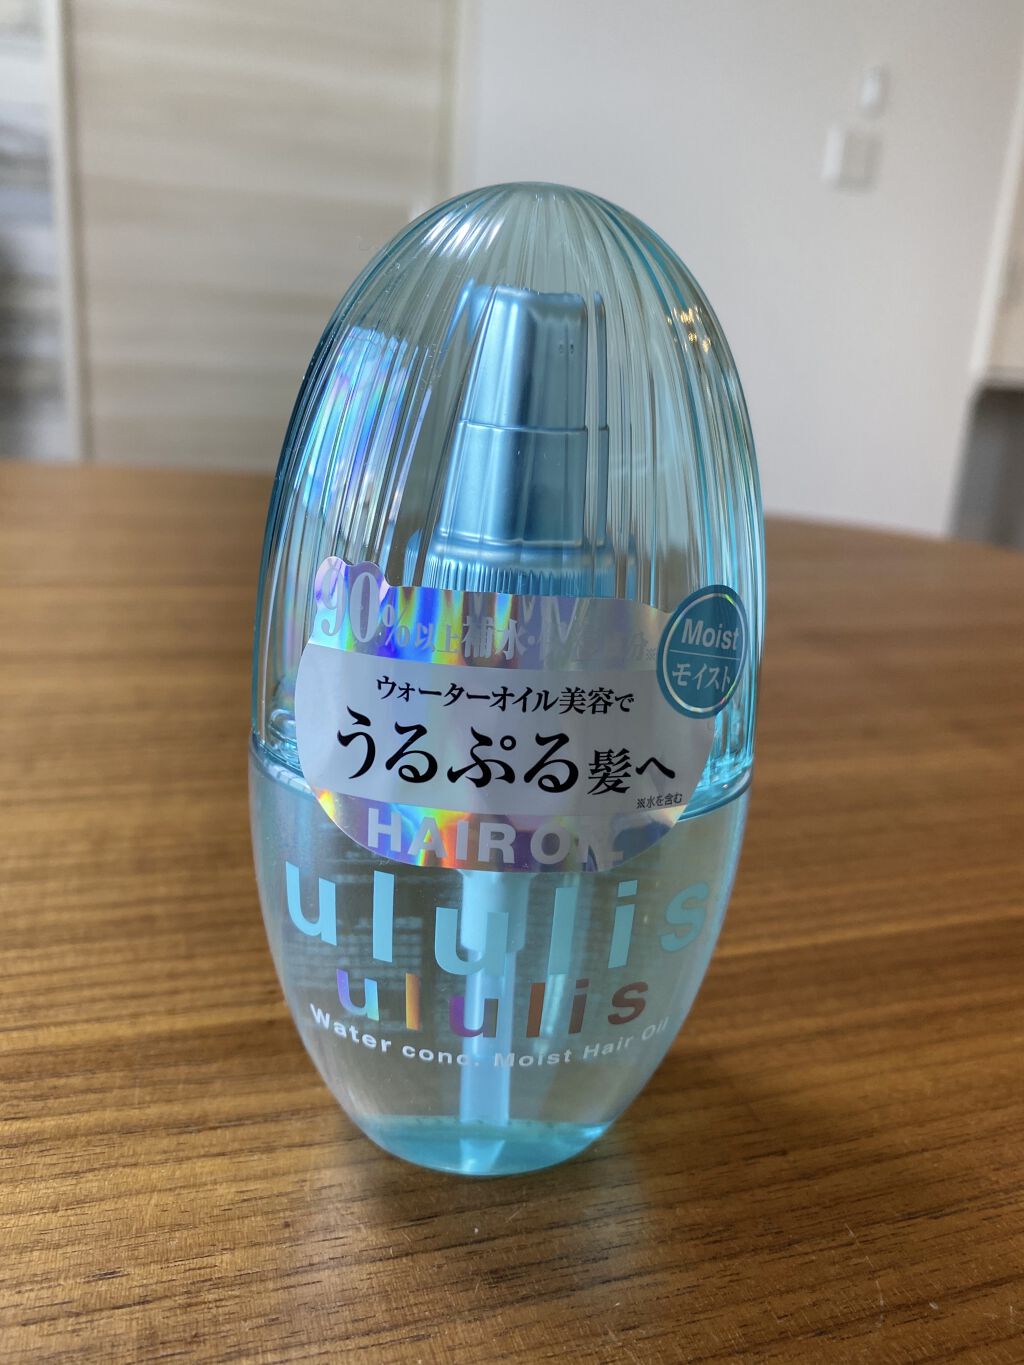 90%以上補水・保湿成分※
Moist
モイスト
ウォーターオイル美容で
うるぷる髪へ
※水を含む
HAIR OIL
ululis
ululis
Water conc. Moist Hair Oil